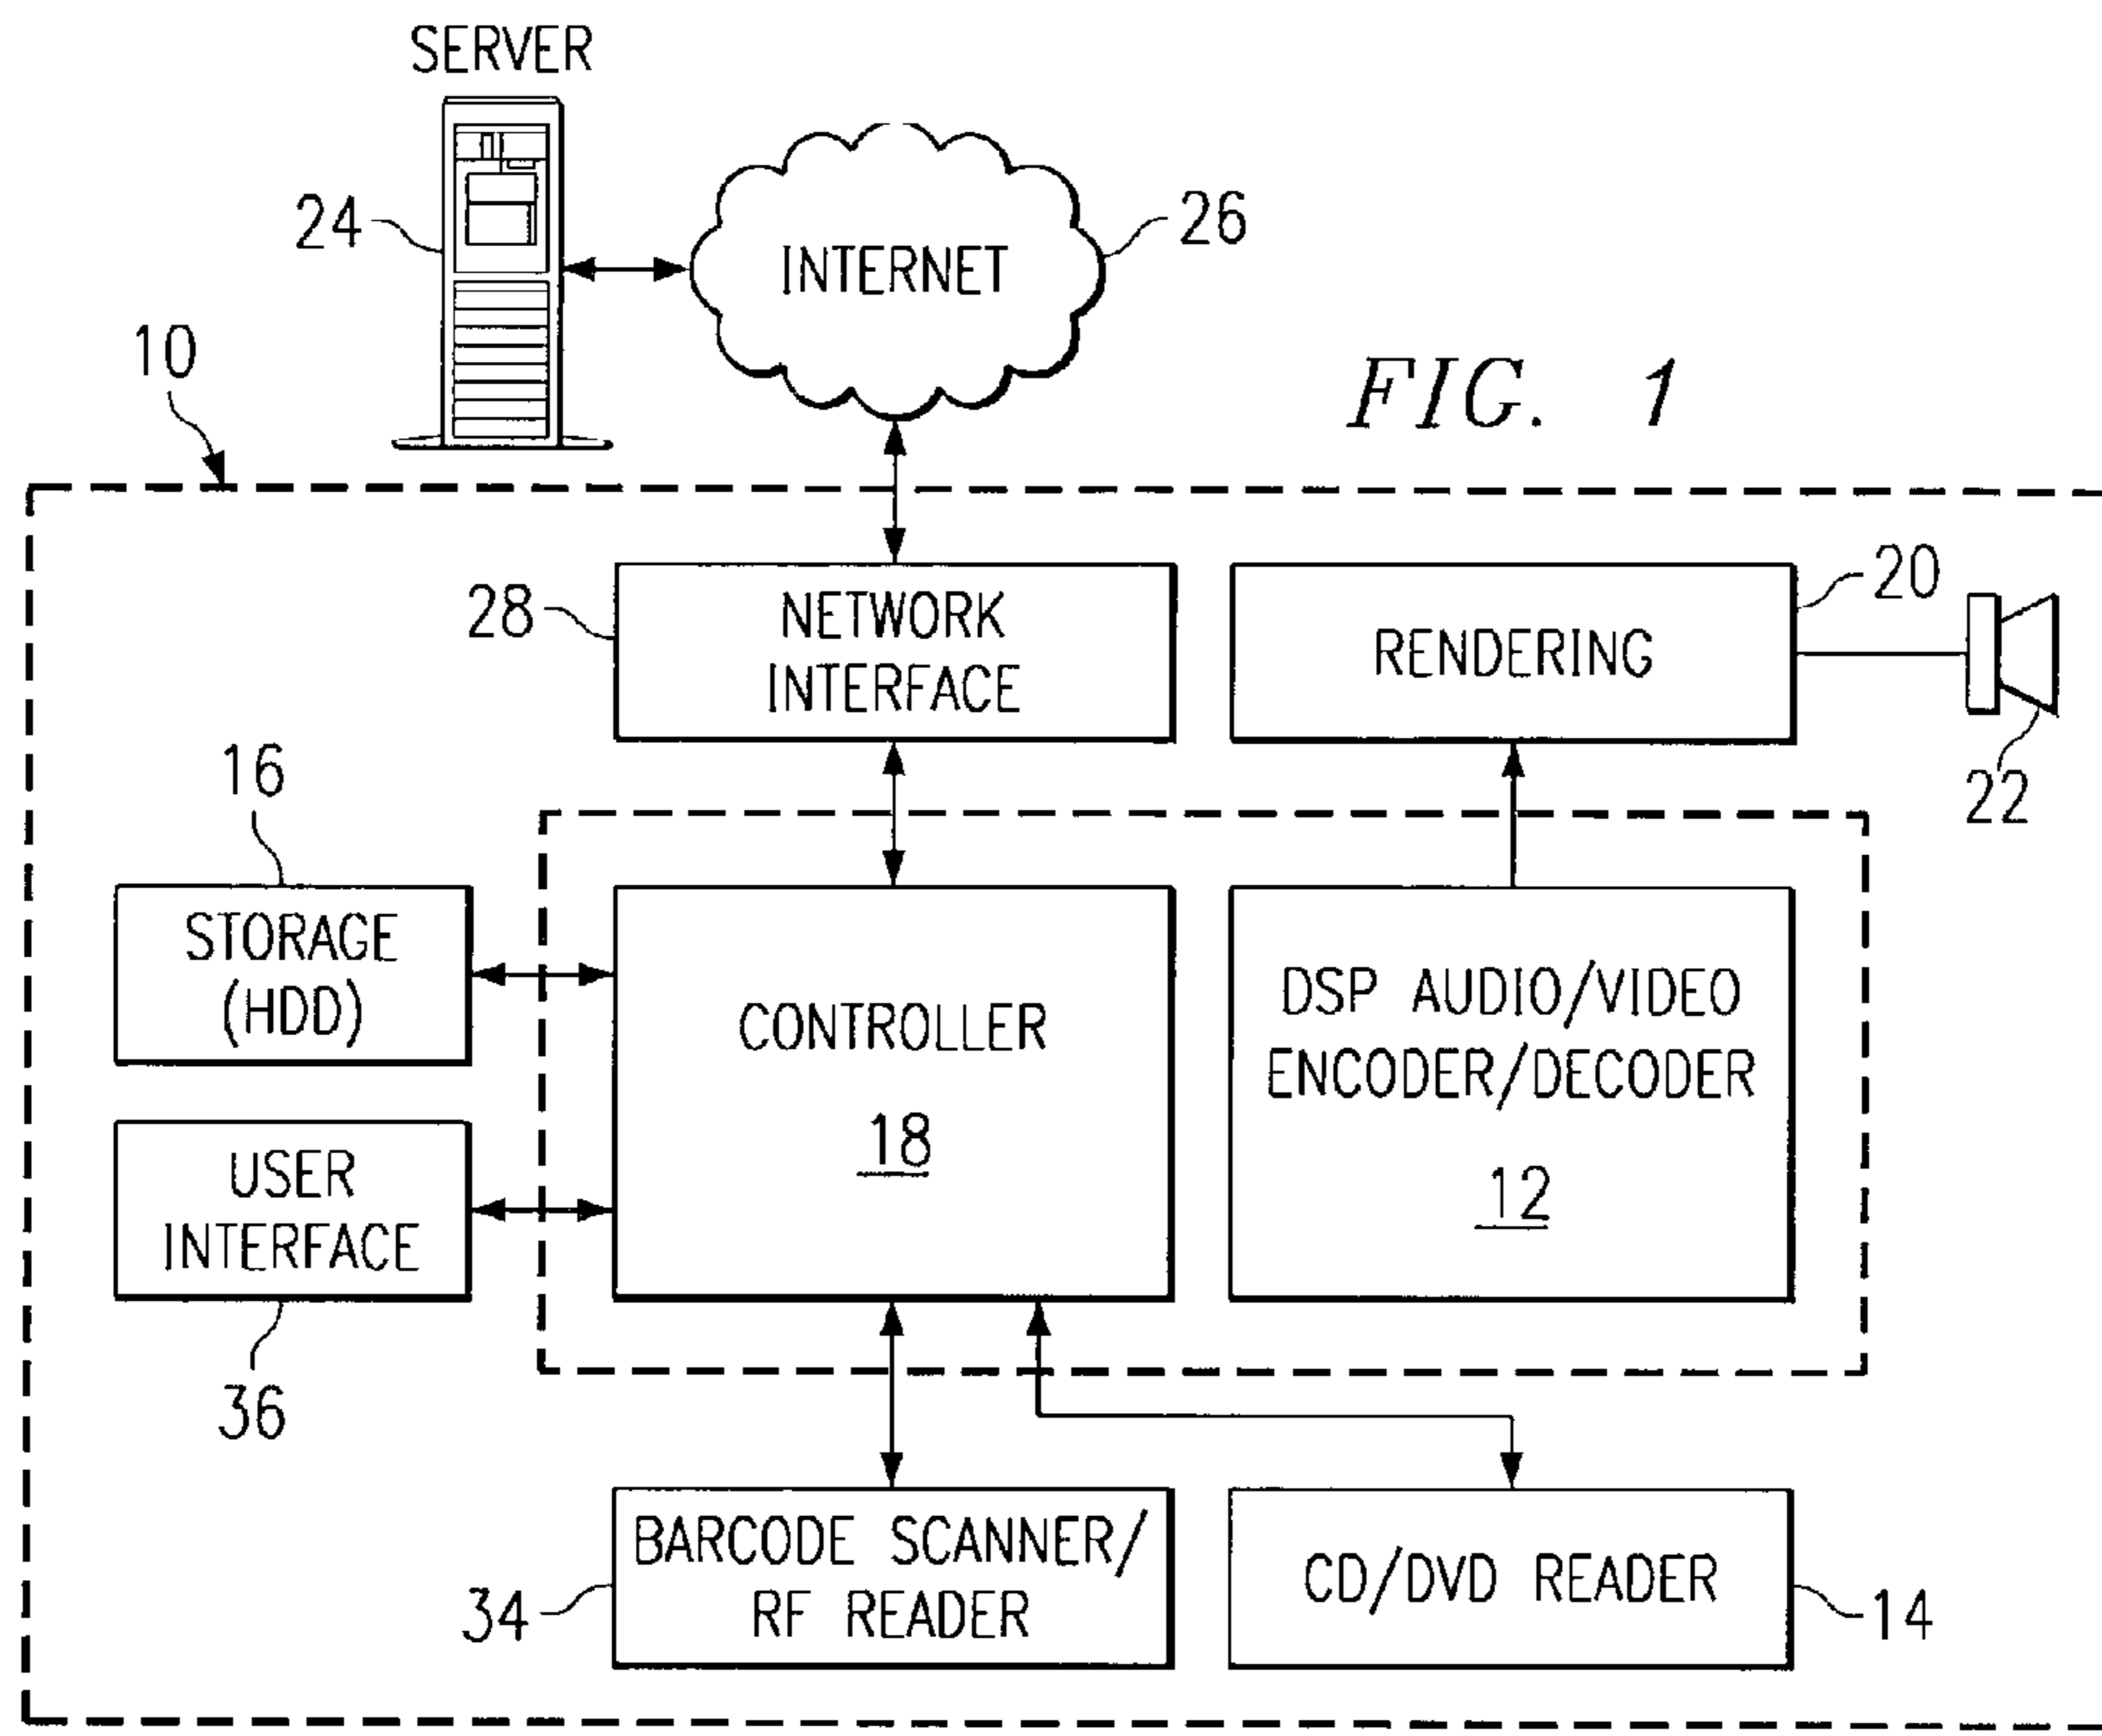 SERVER
24
INTERNET
26
10
FIG. 1
28
NETWORK
INTERFACE
RENDERING
20
22
16
STORAGE
(HDD)
CONTROLLER
18
DSP AUDIO/VIDEO
ENCODER/DECODER
12
USER
INTERFACE
36
BARCODE SCANNER/
RF READER
34
CD/DVD READER
14